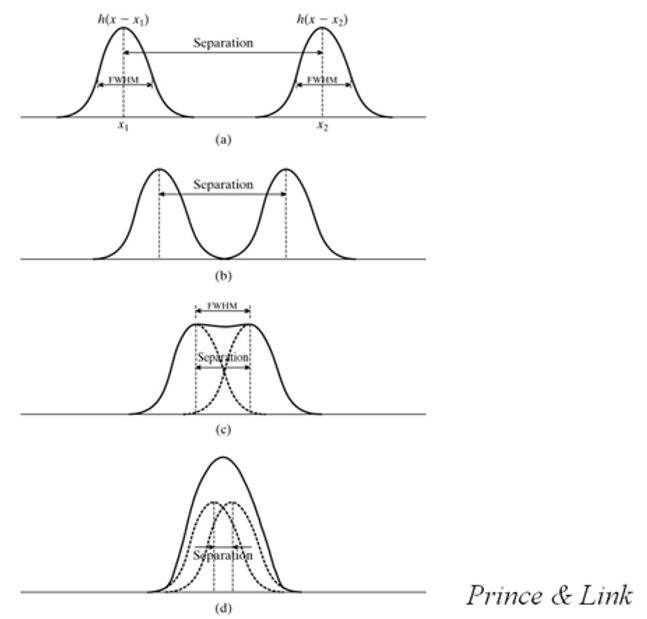 h(x − x₁) h(x − x₂)
Separation
FWHM FWHM
x₁ x₂
(a)
Separation
(b)
FWHM
Separation
(c)
Separation
(d)
Prince & Link